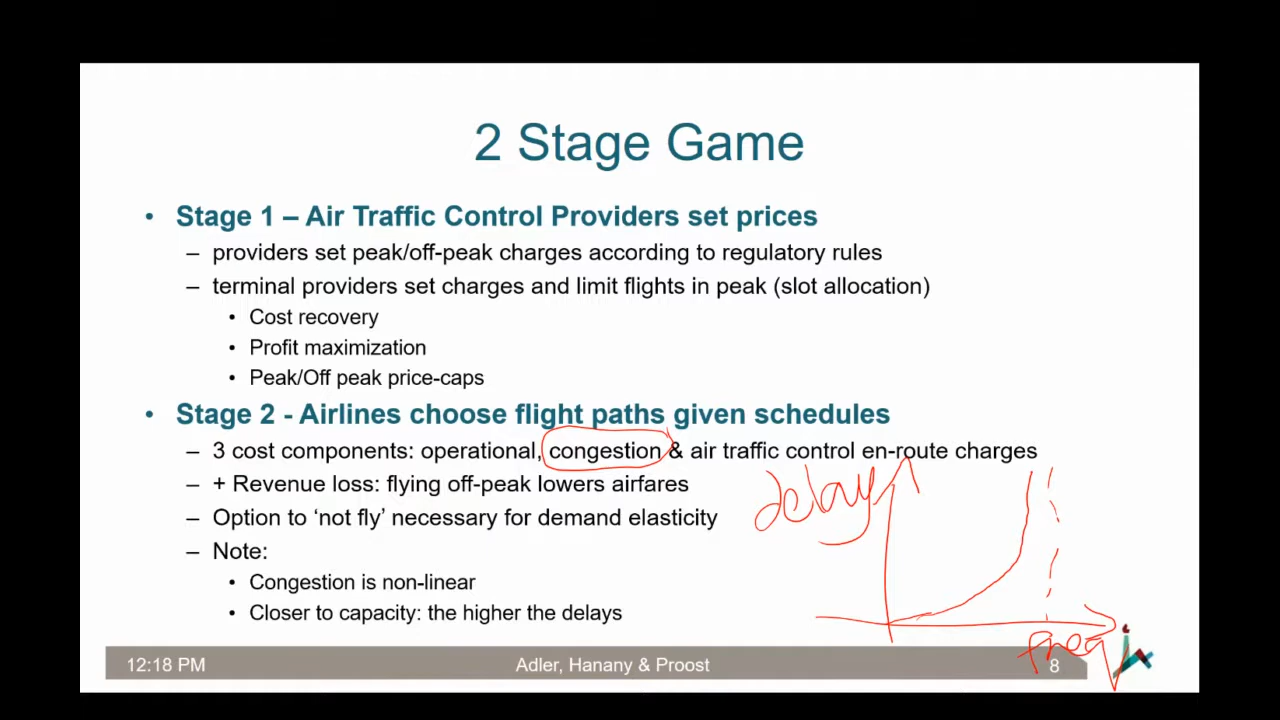 2 Stage Game
• Stage 1 – Air Traffic Control Providers set prices
– providers set peak/off-peak charges according to regulatory rules
– terminal providers set charges and limit flights in peak (slot allocation)
• Cost recovery
• Profit maximization
• Peak/Off peak price-caps
• Stage 2 - Airlines choose flight paths given schedules
– 3 cost components: operational, congestion & air traffic control en-route charges
– + Revenue loss: flying off-peak lowers airfares
– Option to ‘not fly’ necessary for demand elasticity
– Note:
• Congestion is non-linear
• Closer to capacity: the higher the delays
delay
freq
12:18 PM
Adler, Hanany & Proost
8